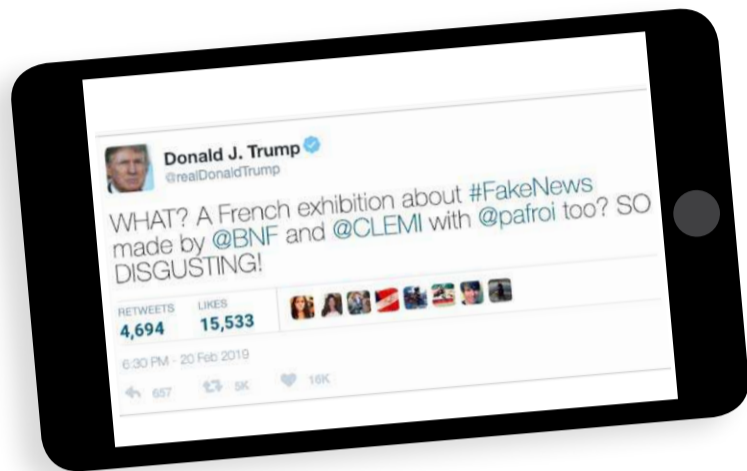 Donald J. Trump
@realDonaldTrump
WHAT? A French exhibition about #FakeNews
made by @BNF and @CLEMI with @pafroi too? SO
DISGUSTING!
RETWEETS LIKES
4,694 15,533
6:30 PM - 20 Feb 2019
657 5K 16K